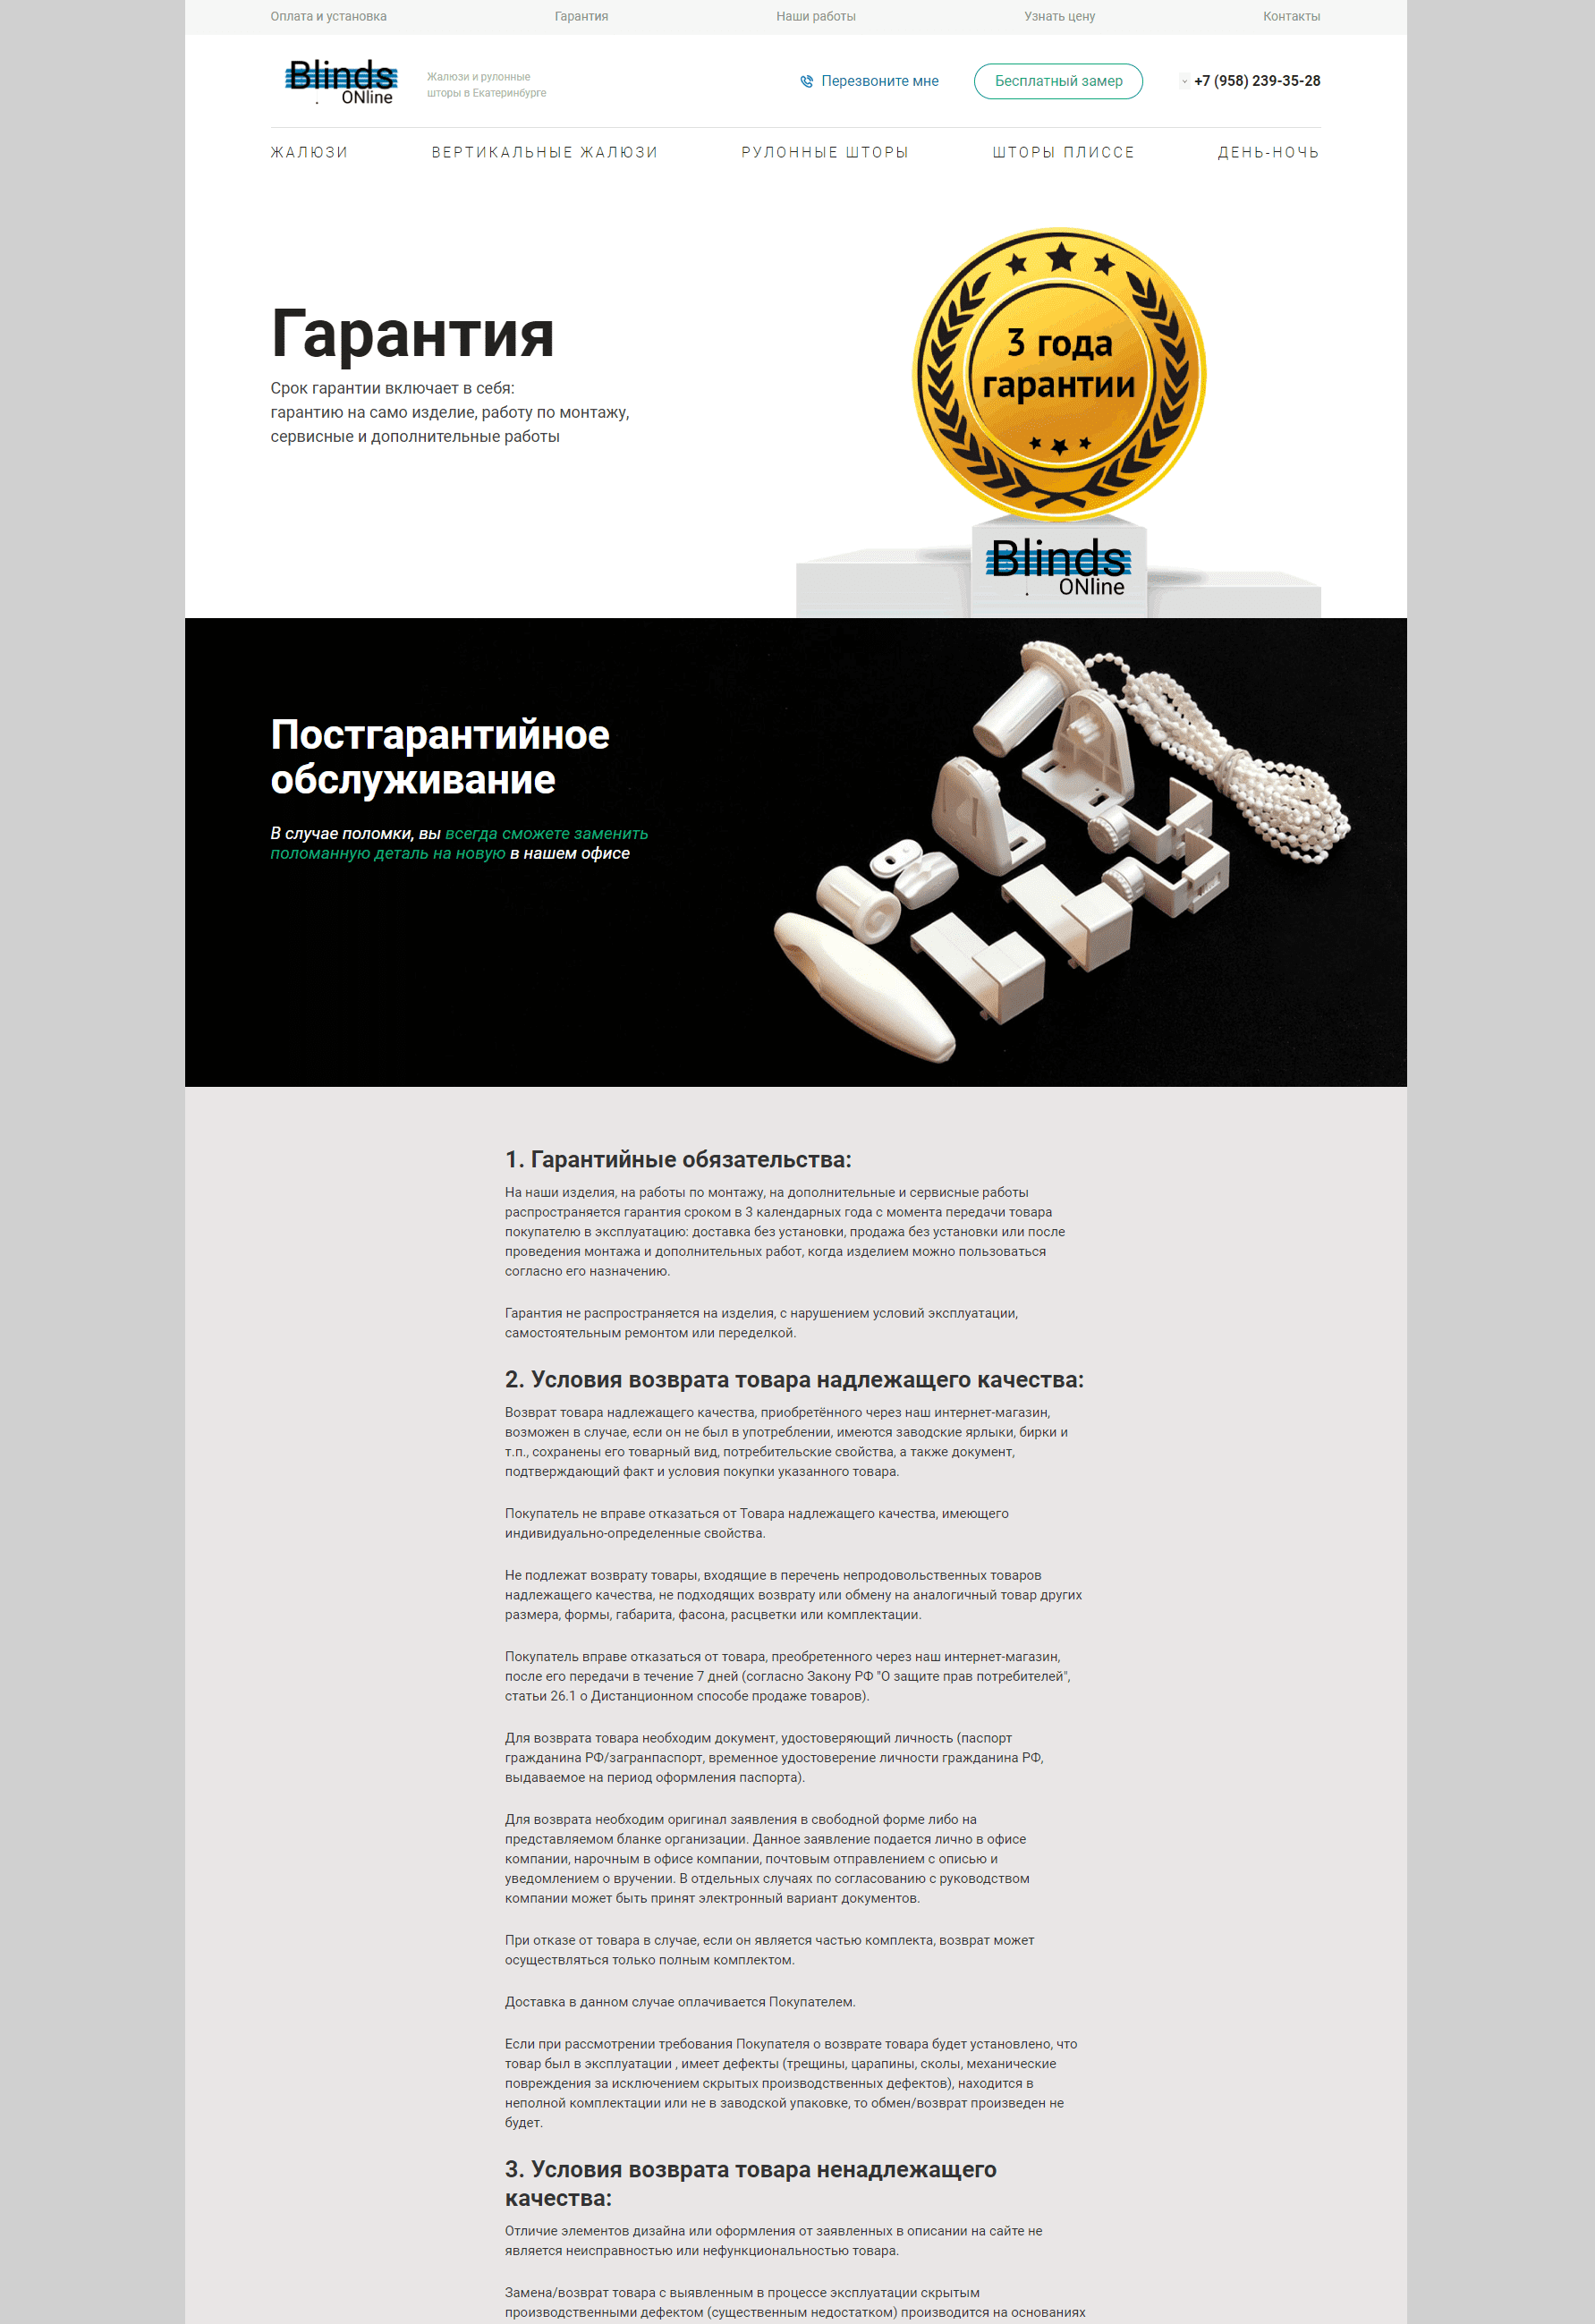 Оплата и установка
Гарантия
Наши работы
Узнать цену
Контакты
Blinds
ONline
Жалюзи и рулонные
шторы в Екатеринбурге
Перезвоните мне
Бесплатный замер
+7 (958) 239-35-28
ЖАЛЮЗИ
ВЕРТИКАЛЬНЫЕ ЖАЛЮЗИ
РУЛОННЫЕ ШТОРЫ
ШТОРЫ ПЛИССЕ
ДЕНЬ-НОЧЬ
Гарантия
Срок гарантии включает в себя:
гарантию на само изделие, работу по монтажу,
сервисные и дополнительные работы
3 года
гарантии
Blinds
ONline
Постгарантийное
обслуживание
В случае поломки, вы всегда сможете заменить
поломанную деталь на новую в нашем офисе
1. Гарантийные обязательства:
На наши изделия, на работы по монтажу, на дополнительные и сервисные работы
распространяется гарантия сроком в 3 календарных года с момента передачи товара
покупателю в эксплуатацию: доставка без установки, продажа без установки или после
проведения монтажа и дополнительных работ, когда изделием можно пользоваться
согласно его назначению.
Гарантия не распространяется на изделия, с нарушением условий эксплуатации,
самостоятельным ремонтом или переделкой.
2. Условия возврата товара надлежащего качества:
Возврат товара надлежащего качества, приобретённого через наш интернет-магазин,
возможен в случае, если он не был в употреблении, имеются заводские ярлыки, бирки и
т.п., сохранены его товарный вид, потребительские свойства, а также документ,
подтверждающий факт и условия покупки указанного товара.
Покупатель не вправе отказаться от Товара надлежащего качества, имеющего
индивидуально-определенные свойства.
Не подлежат возврату товары, входящие в перечень непродовольственных товаров
надлежащего качества, не подходящих возврату или обмену на аналогичный товар других
размера, формы, габарита, фасона, расцветки или комплектации.
Покупатель вправе отказаться от товара, преобретенного через наш интернет-магазин,
после его передачи в течение 7 дней (согласно Закону РФ "О защите прав потребителей",
статьи 26.1 о Дистанционном способе продаже товаров).
Для возврата товара необходим документ, удостоверяющий личность (паспорт
гражданина РФ/загранпаспорт, временное удостоверение личности гражданина РФ,
выдаваемое на период оформления паспорта).
Для возврата необходим оригинал заявления в свободной форме либо на
представляемом бланке организации. Данное заявление подается лично в офисе
компании, нарочным в офисе компании, почтовым отправлением с описью и
уведомлением о вручении. В отдельных случаях по согласованию с руководством
компании может быть принят электронный вариант документов.
При отказе от товара в случае, если он является частью комплекта, возврат может
осуществляться только полным комплектом.
Доставка в данном случае оплачивается Покупателем.
Если при рассмотрении требования Покупателя о возврате товара будет установлено, что
товар был в эксплуатации , имеет дефекты (трещины, царапины, сколы, механические
повреждения за исключением скрытых производственных дефектов), находится в
неполной комплектации или не в заводской упаковке, то обмен/возврат произведен не
будет.
3. Условия возврата товара ненадлежащего
качества:
Отличие элементов дизайна или оформления от заявленных в описании на сайте не
является неисправностью или нефункциональностью товара.
Замена/возврат товара с выявленным в процессе эксплуатации скрытым
производственными дефектом (существенным недостатком) производится на основаниях